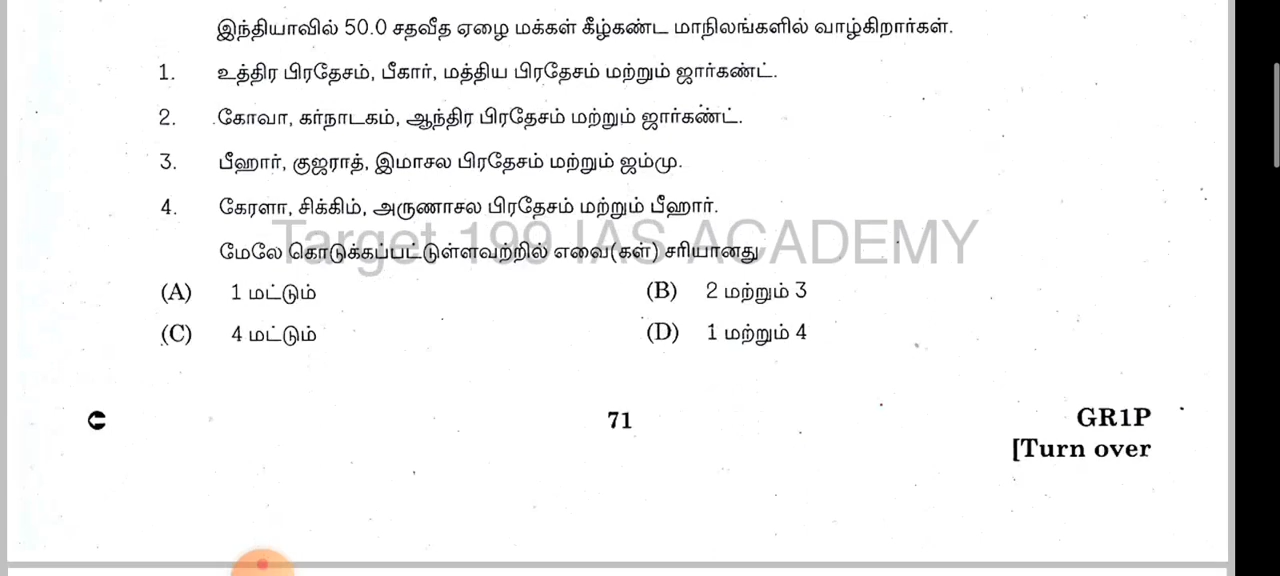 இந்தியாவில் 50.0 சதவீத ஏழை மக்கள் கீழ்கண்ட மாநிலங்களில் வாழ்கிறார்கள்.
1. உத்திர பிரதேசம், பீகார், மத்திய பிரதேசம் மற்றும் ஜார்கண்ட்.
2. கோவா, கர்நாடகம், ஆந்திர பிரதேசம் மற்றும் ஜார்கண்ட்.
3. பீஹார், குஜராத், இமாசல பிரதேசம் மற்றும் ஜம்மு.
4. கேரளா, சிக்கிம், அருணாசல பிரதேசம் மற்றும் பீஹார்.
Target 199 IAS ACADEMY
மேலே கொடுக்கப்பட்டுள்ளவற்றில் எவை(கள்) சரியானது
(A) 1 மட்டும் (B) 2 மற்றும் 3
(C) 4 மட்டும் (D) 1 மற்றும் 4
71 GR1P
[Turn over